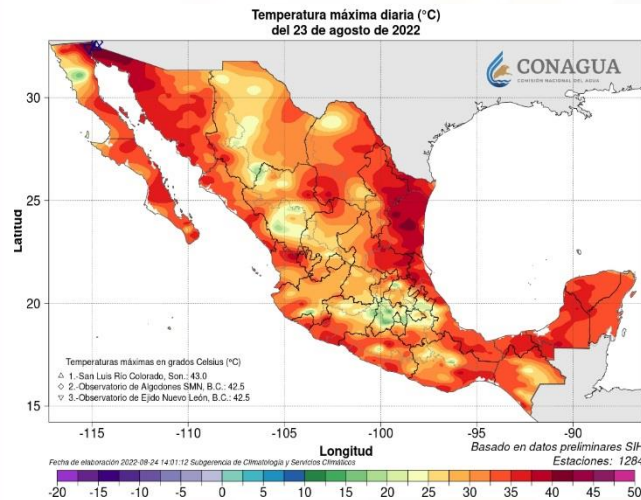 Temperatura máxima diaria (°C)
del 23 de agosto de 2022
CONAGUA
COMISIÓN NACIONAL DEL AGUA
Latitud
30
25
20
15
Temperaturas máximas en grados Celsius (ºC)
△ 1.-San Luis Río Colorado, Son.: 43.0
◇ 2.-Observatorio de Algodones SMN, B.C.: 42.5
▽ 3.-Observatorio de Ejido Nuevo León, B.C.: 42.5
-115 -110 -105 -100 -95 -90
Longitud
Basado en datos preliminares SIH
Fecha de elaboración 2022-08-24 14:01:12 Subgerencia de Climatología y Servicios Climáticos
Estaciones: 1284
-20 -15 -10 -5 0 5 10 15 20 25 30 35 40 45 50